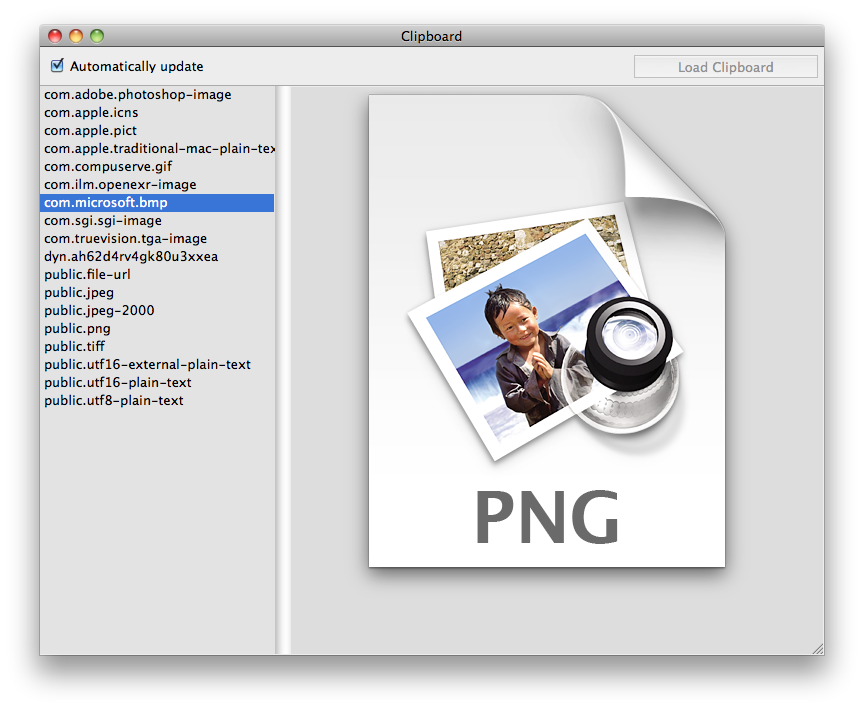 Clipboard
Automatically update
Load Clipboard
com.adobe.photoshop-image
com.apple.icns
com.apple.pict
com.apple.traditional-mac-plain-tex
com.compuserve.gif
com.ilm.openexr-image
com.microsoft.bmp
com.sgi.sgi-image
com.truevision.tga-image
dyn.ah62d4rv4gk80u3xxea
public.file-url
public.jpeg
public.jpeg-2000
public.png
public.tiff
public.utf16-external-plain-text
public.utf16-plain-text
public.utf8-plain-text
PNG